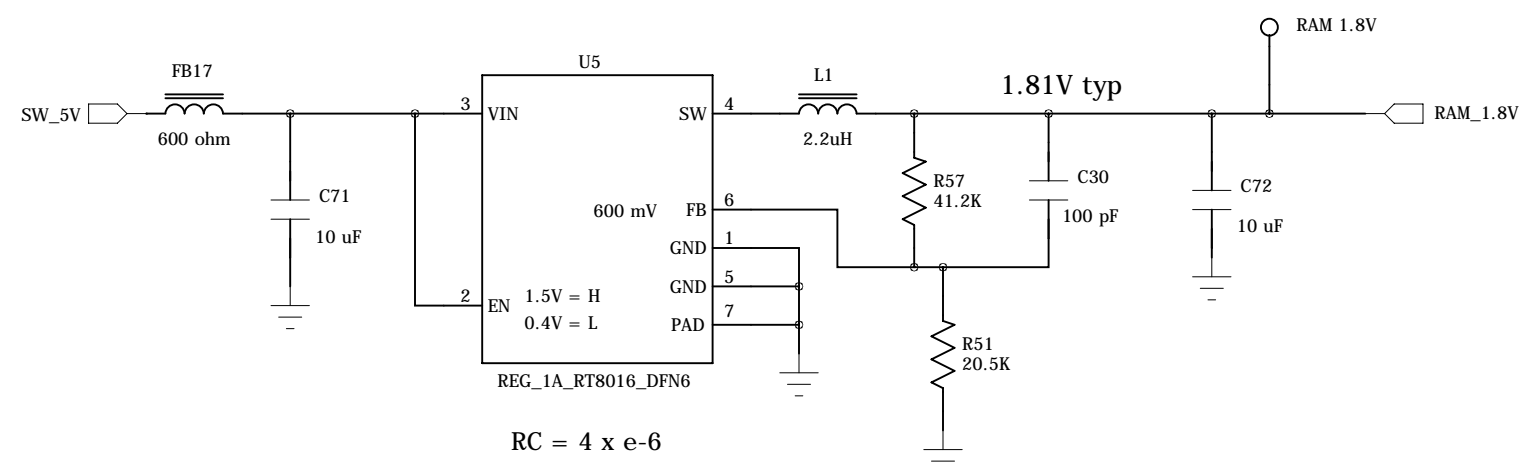 RAM 1.8V
U5
FB17
L1
1.81V typ
SW_5V
3
VIN
SW
4
RAM_1.8V
600 ohm
2.2uH
C71
10 uF
R57
41.2K
C30
100 pF
C72
10 uF
600 mV
FB
6
GND
1
GND
5
PAD
7
2
EN
1.5V = H
0.4V = L
R51
20.5K
REG_1A_RT8016_DFN6
RC = 4 x e-6